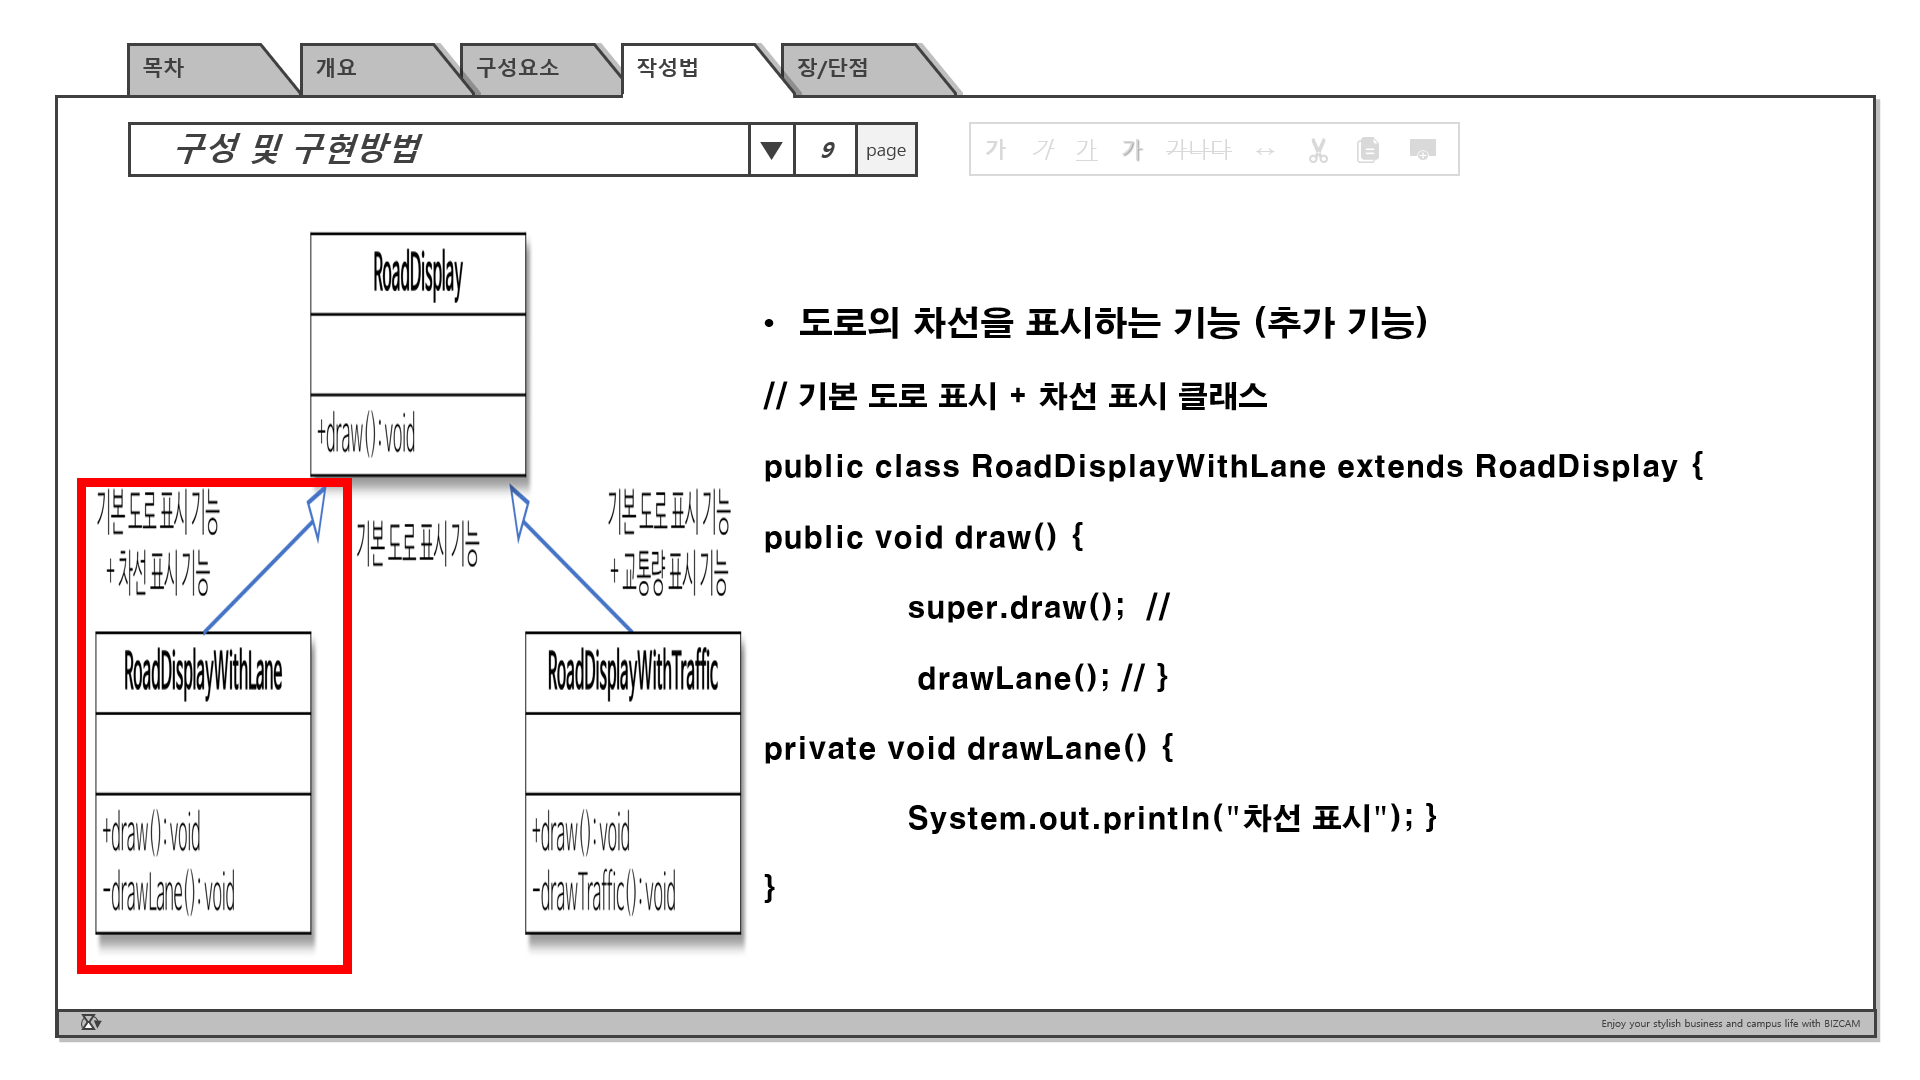 목차
개요
구성요소
작성법
장/단점
구성 및 구현방법
9
page
가 가 가 가 가나다
RoadDisplay
+draw() : void
기본 도로 표시 기능
+ 차선 표시 기능
기본 도로 표시 기능
기본 도로 표시 기능
+ 교통량 표시 기능
RoadDisplayWithLane
+draw() : void
-drawLane() : void
RoadDisplayWithTraffic
+draw() : void
-drawTraffic() : void
• 도로의 차선을 표시하는 기능 (추가 기능)
// 기본 도로 표시 + 차선 표시 클래스
public class RoadDisplayWithLane extends RoadDisplay {
public void draw() {
super.draw(); //
drawLane(); // }
private void drawLane() {
System.out.println("차선 표시"); }
}
Enjoy your stylish business and campus life with BIZCAM